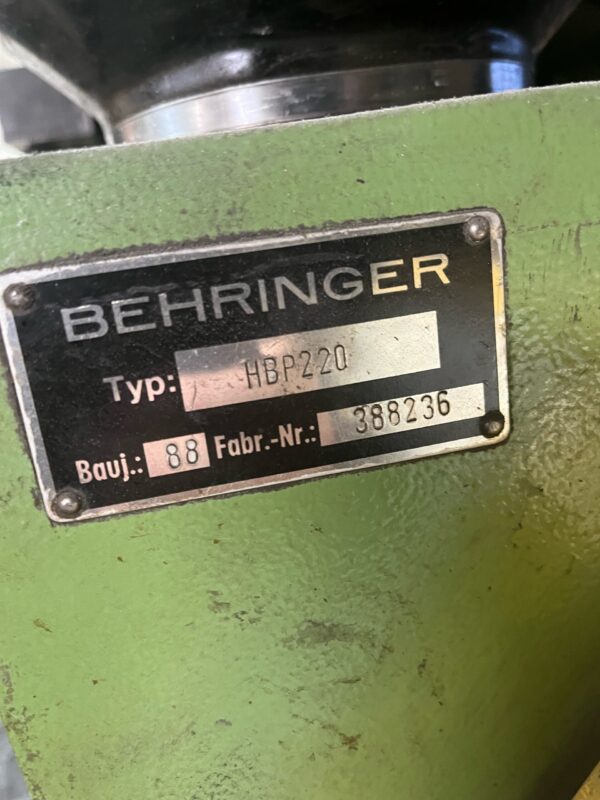 BEHRINGER
Typ: HBP220
Bauj.: 88 Fabr.-Nr.: 388236